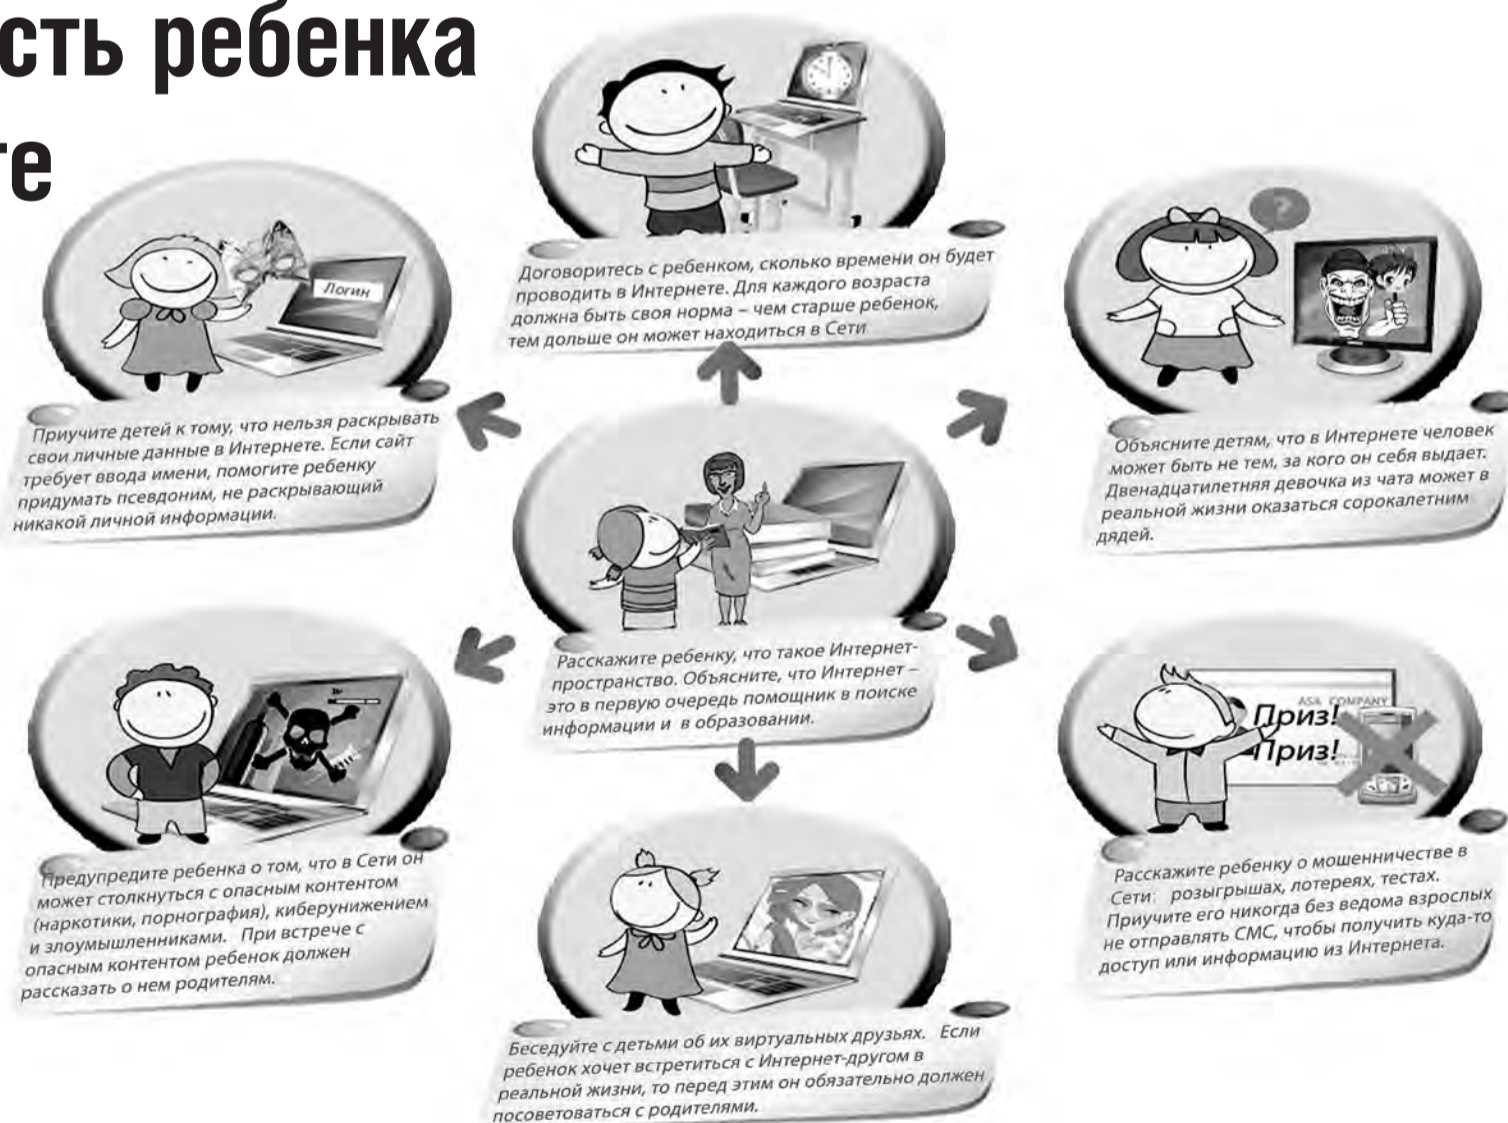 сть ребенка
те
Договоритесь с ребенком, сколько времени он будет
проводить в Интернете. Для каждого возраста
должна быть своя норма – чем старше ребенок,
тем дольше он может находиться в Сети
Логин
Приучите детей к тому, что нельзя раскрывать
свои личные данные в Интернете. Если сайт
требует ввода имени, помогите ребенку
придумать псевдоним, не раскрывающий
никакой личной информации.
?
Объясните детям, что в Интернете человек
может быть не тем, за кого он себя выдает.
Двенадцатилетняя девочка из чата может в
реальной жизни оказаться сорокалетним
дядей.
Расскажите ребенку, что такое Интернет-
пространство. Объясните, что Интернет –
это в первую очередь помощник в поиске
информации и в образовании.
Предупредите ребенка о том, что в Сети он
может столкнуться с опасным контентом
(наркотики, порнография), киберунижением
и злоумышленниками. При встрече с
опасным контентом ребенок должен
рассказать о нем родителям.
ASA COMPANY
Приз!
Приз!
Расскажите ребенку о мошенничестве в
Сети: розыгрышах, лотереях, тестах.
Приучите его никогда без ведома взрослых
не отправлять СМС, чтобы получить куда-то
доступ или информацию из Интернета.
Беседуйте с детьми об их виртуальных друзьях. Если
ребенок хочет встретиться с Интернет-другом в
реальной жизни, то перед этим он обязательно должен
посоветоваться с родителями.